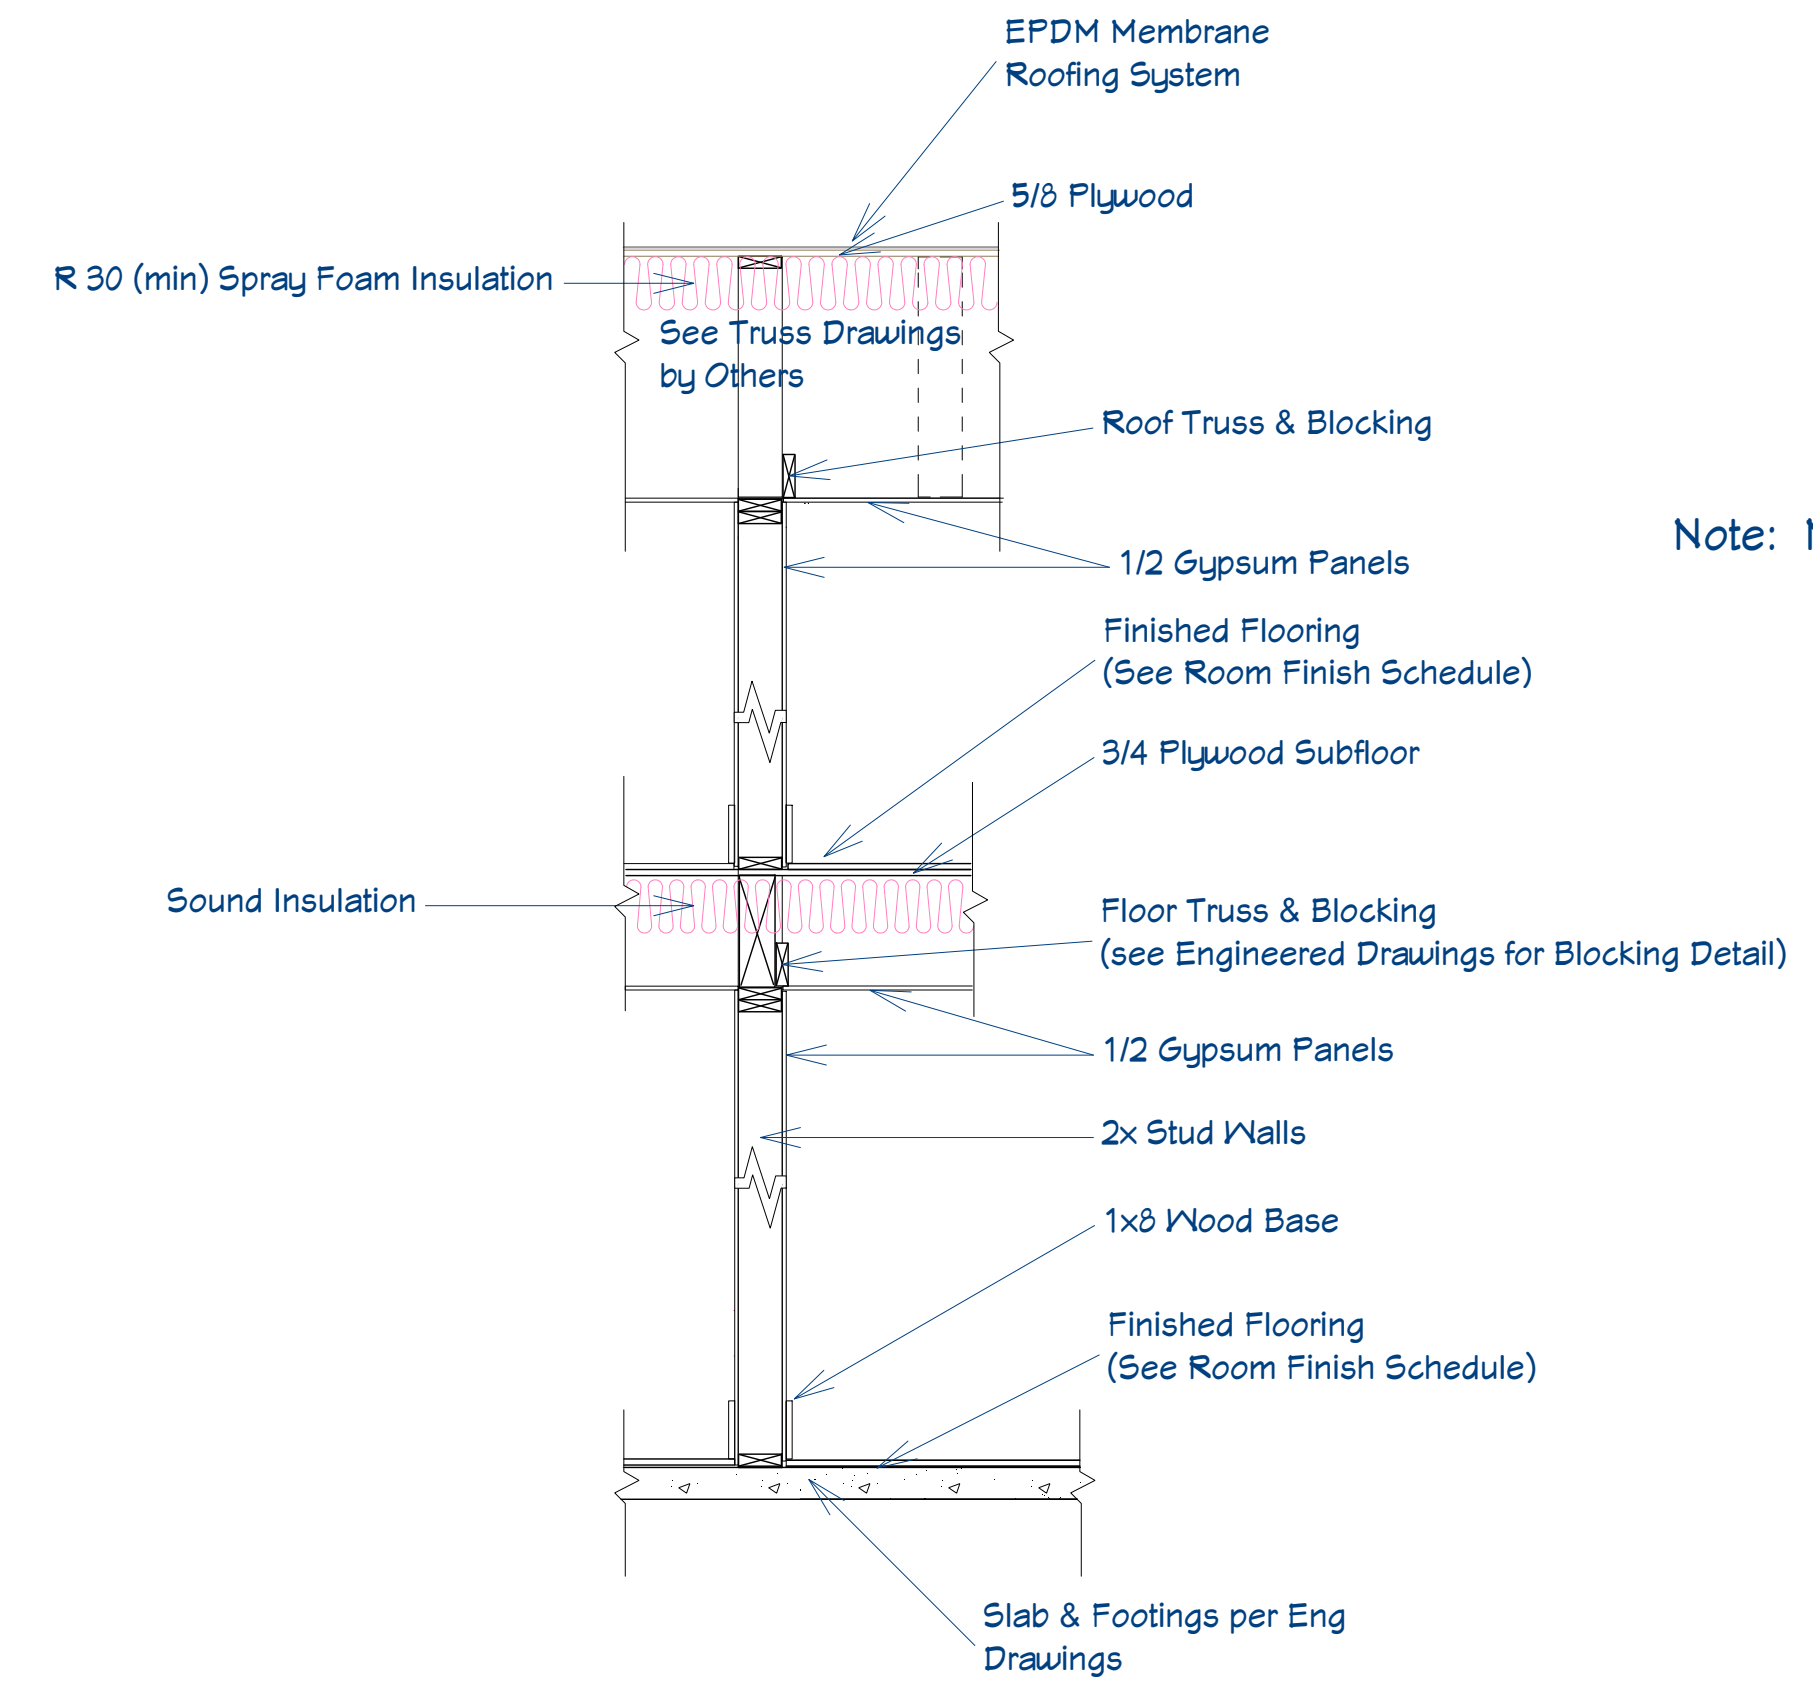 EPDM Membrane
Roofing System
5/8 Plywood
R 30 (min) Spray Foam Insulation
See Truss Drawings
by Others
Roof Truss & Blocking
Note:
1/2 Gypsum Panels
Finished Flooring
(See Room Finish Schedule)
3/4 Plywood Subfloor
Sound Insulation
Floor Truss & Blocking
(see Engineered Drawings for Blocking Detail)
1/2 Gypsum Panels
2x Stud Walls
1x8 Wood Base
Finished Flooring
(See Room Finish Schedule)
Slab & Footings per Eng
Drawings